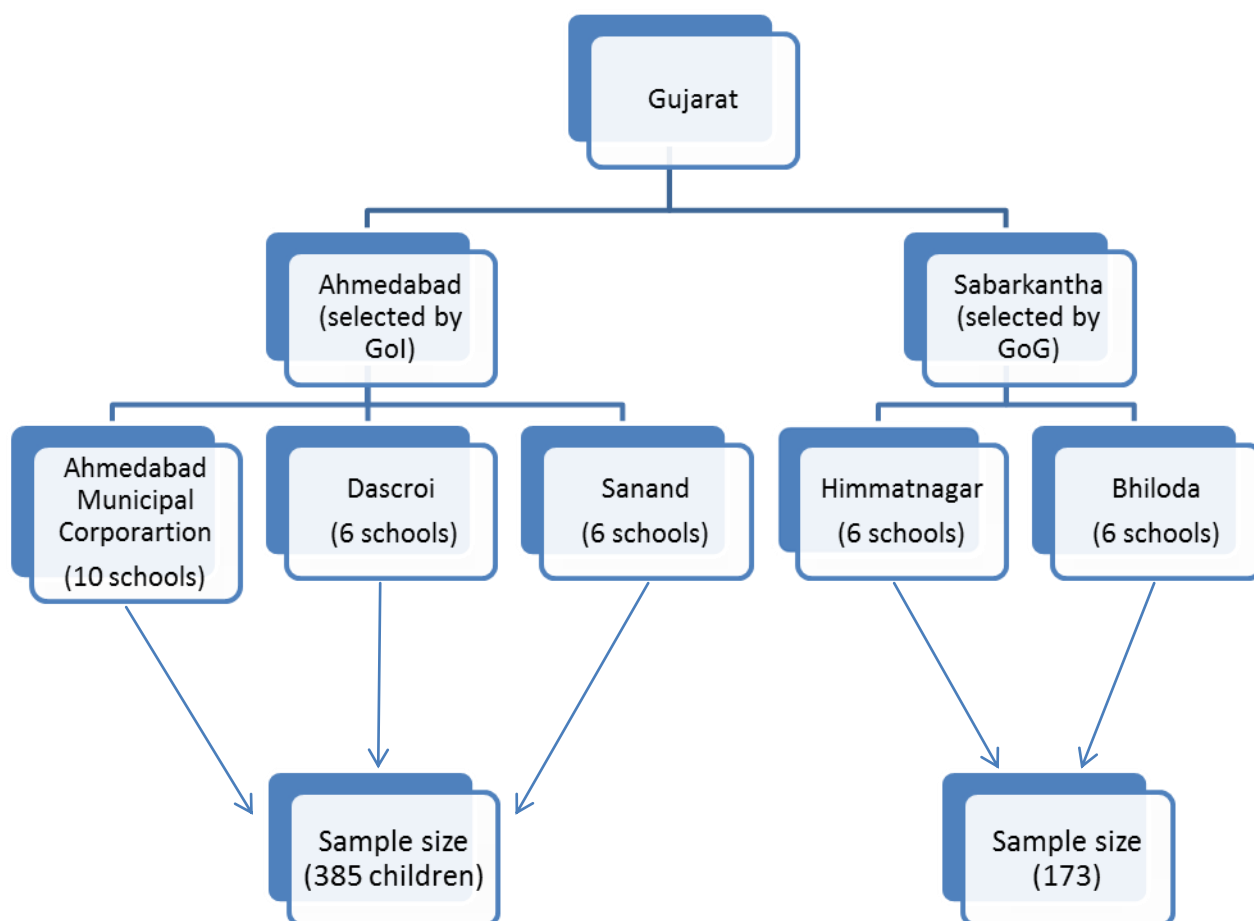 Gujarat
Ahmedabad
(selected by
GoI)
Sabarkantha
(selected by
GoG)
Ahmedabad
Municipal
Corporartion
(10 schools)
Dascroi
(6 schools)
Sanand
(6 schools)
Himmatnagar
(6 schools)
Bhiloda
(6 schools)
Sample size
(385 children)
Sample size
(173)